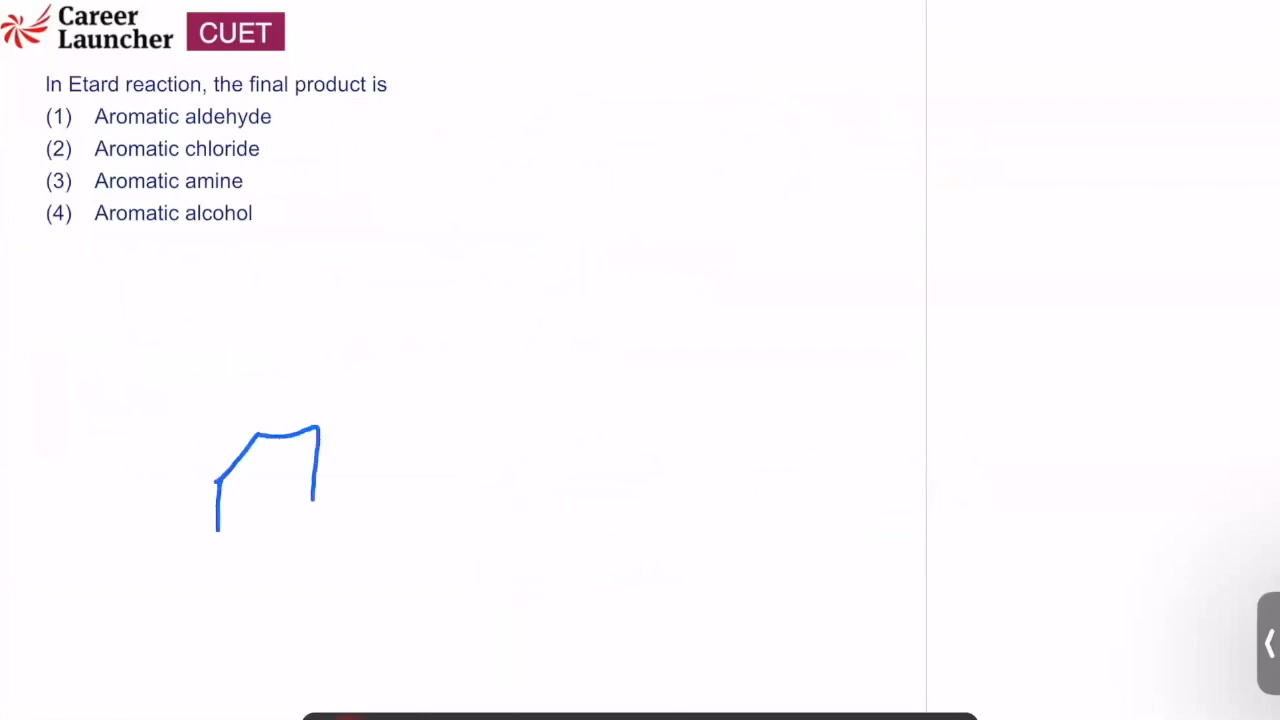 Career
Launcher
CUET
In Etard reaction, the final product is
(1) Aromatic aldehyde
(2) Aromatic chloride
(3) Aromatic amine
(4) Aromatic alcohol